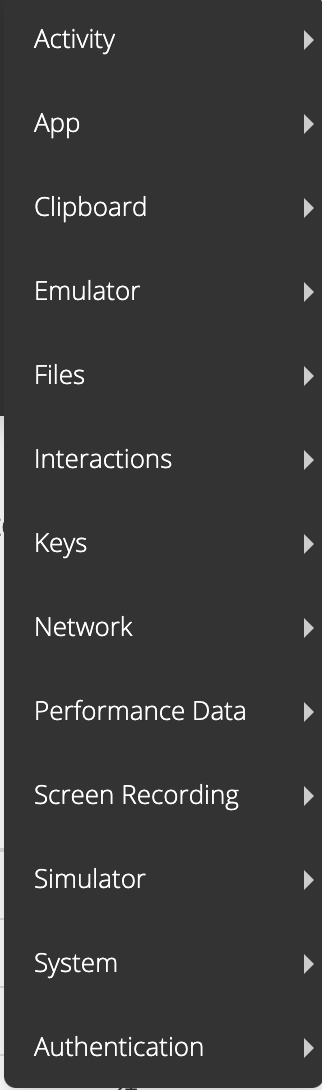 Activity
App
Clipboard
Emulator
Files
Interactions
Keys
Network
Performance Data
Screen Recording
Simulator
System
Authentication